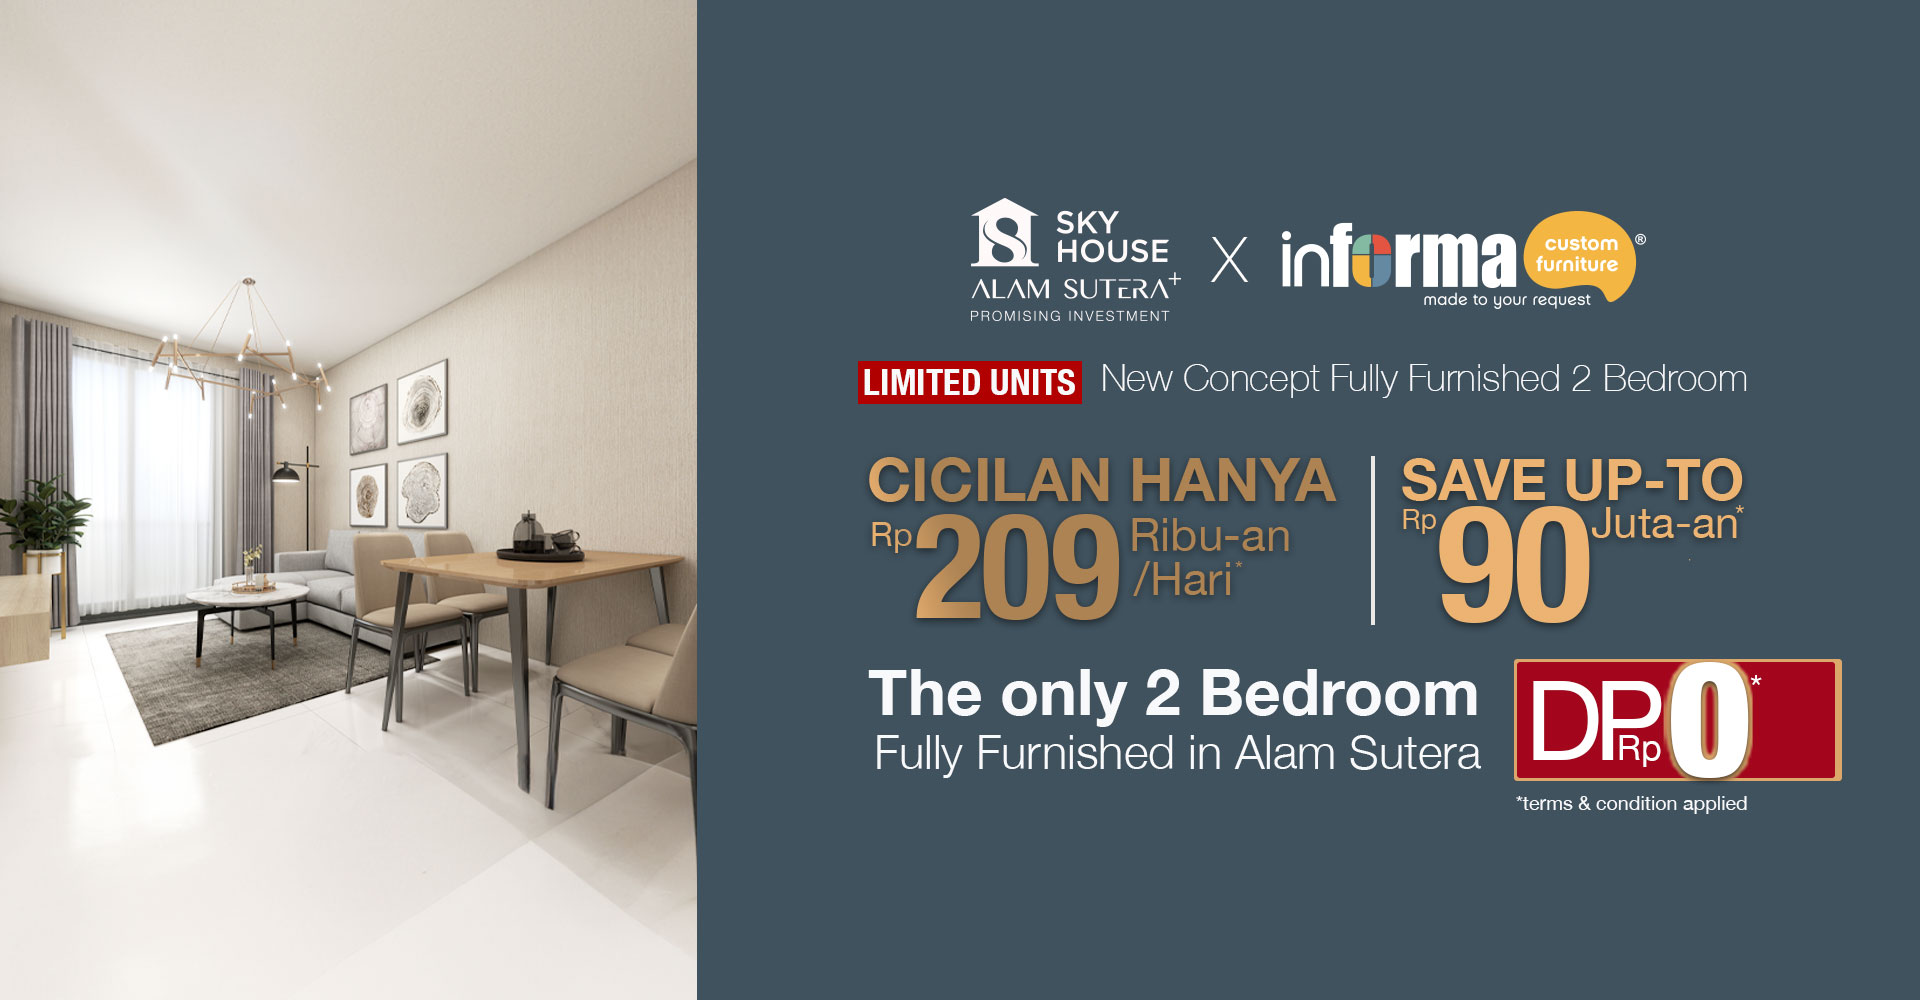 SKY
HOUSE
ALAM SUTERA+
PROMISING INVESTMENT
X
informa
custom
furniture
®
made to your request
LIMITED UNITS New Concept Fully Furnished 2 Bedroom
CICILAN HANYA
Rp 209 Ribu-an
/Hari*
SAVE UP-TO
Rp 90 Juta-an*
The only 2 Bedroom
Fully Furnished in Alam Sutera
DP Rp 0*
*terms & condition applied